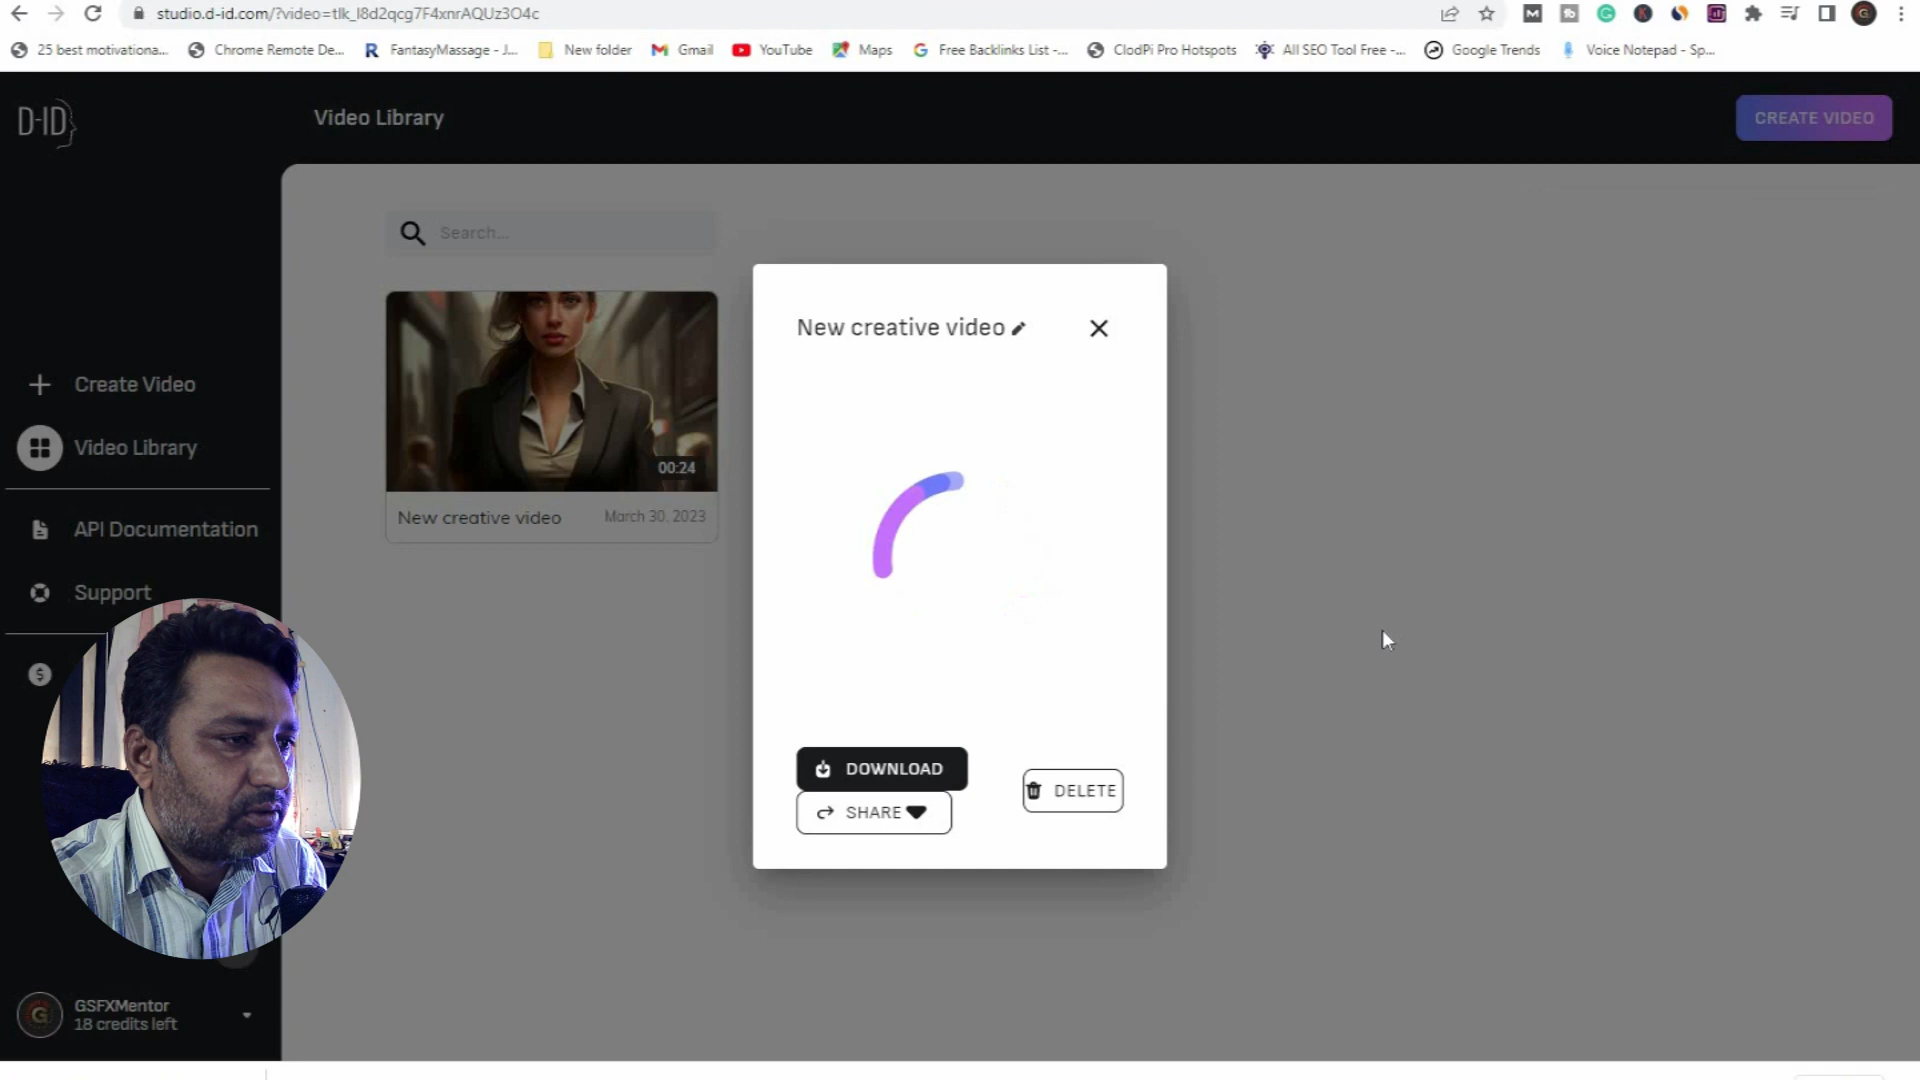 studio.d-id.com/?video=tlk_l8d2qcg7F4xnrAQUz3O4c
25 best motivationa... Chrome Remote De... FantasyMassage - J... New folder Gmail YouTube Maps Free Backlinks List -... ClodPi Pro Hotspots All SEO Tool Free -... Google Trends Voice Notepad - Sp...
D-ID
Video Library
CREATE VIDEO
Search...
New creative video
Create Video
Video Library
00:24
New creative video March 30, 2023
API Documentation
Support
DOWNLOAD
DELETE
SHARE
GSFXMentor
18 credits left